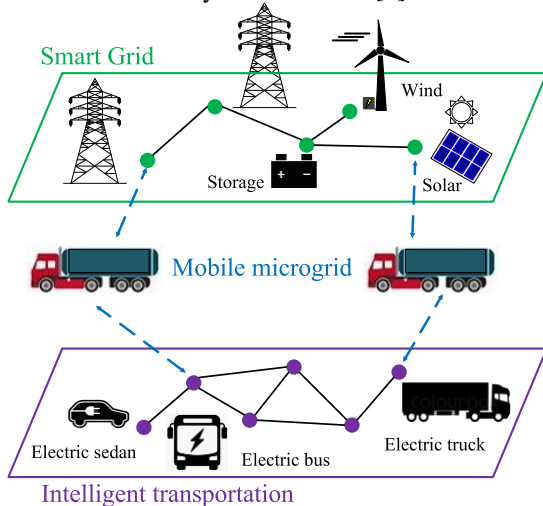 Smart Grid
Wind
Storage
Solar
Mobile microgrid
Electric sedan
Electric bus
Electric truck
Intelligent transportation